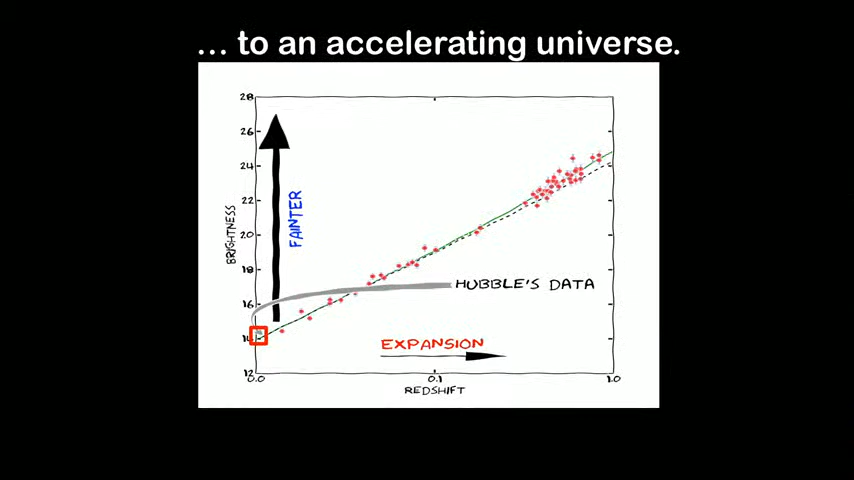 ... to an accelerating universe.
28
26
24
22
20
18
16
14
12
BRIGHTNESS
FAINTER
HUBBLE'S DATA
EXPANSION
0.0 0.1 1.0
REDSHIFT